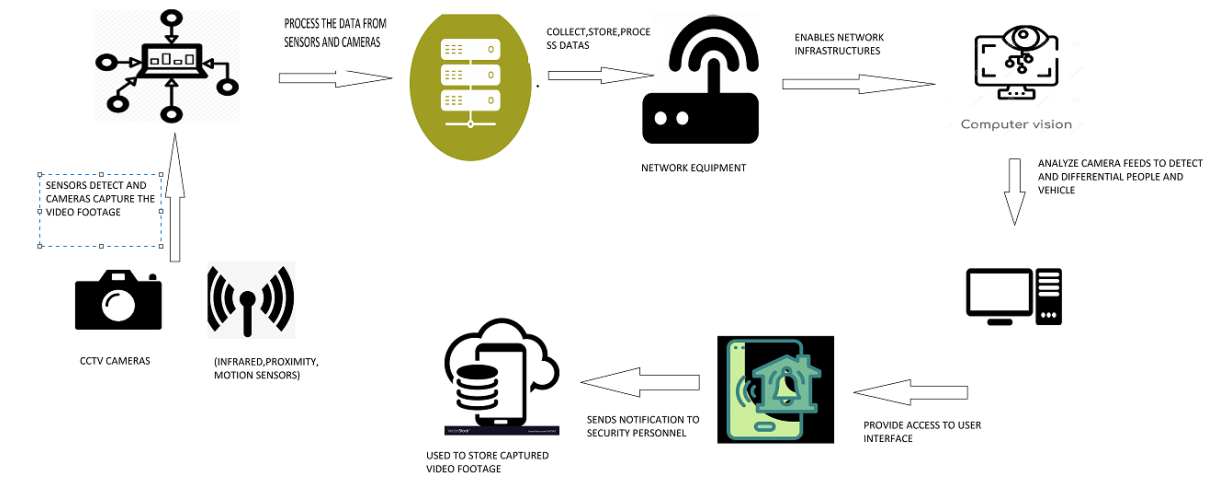 PROCESS THE DATA FROM
SENSORS AND CAMERAS
COLLECT,STORE,PROCE
SS DATAS
ENABLES NETWORK
INFRASTRUCTURES
Computer vision
NETWORK EQUIPMENT
ANALYZE CAMERA FEEDS TO DETECT
AND DIFFERENTIAL PEOPLE AND
VEHICLE
SENSORS DETECT AND
CAMERAS CAPTURE THE
VIDEO FOOTAGE
CCTV CAMERAS
(INFRARED,PROXIMITY,
MOTION SENSORS)
SENDS NOTIFICATION TO
SECURITY PERSONNEL
PROVIDE ACCESS TO USER
INTERFACE
VectorStock
USED TO STORE CAPTURED
VIDEO FOOTAGE